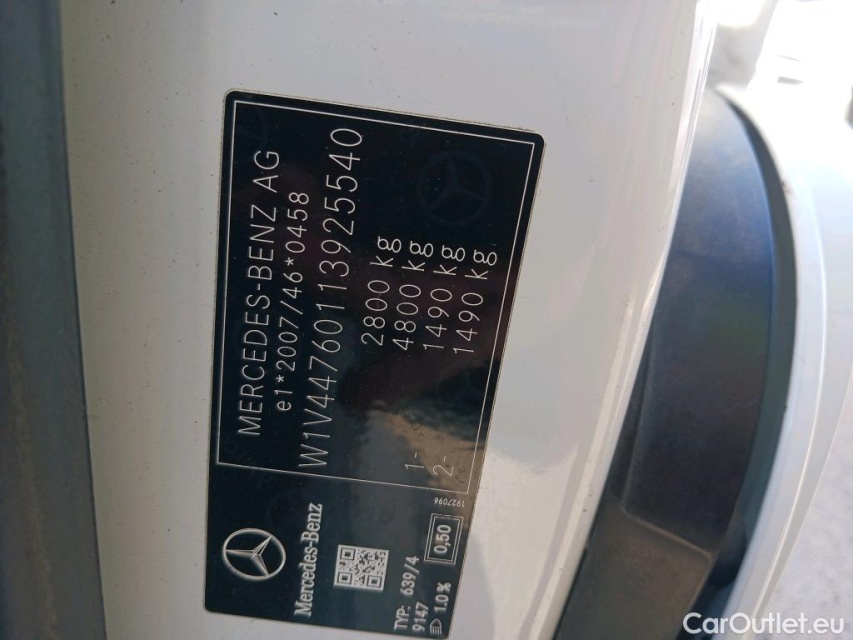 MERCEDES-BENZ AG
e1*2007/46*0458
W1V44760113925540
2800 kg
4800 kg
1- 1490 kg
2- 1490 kg
1927096
Mercedes-Benz
TYP: 639/4
9147
1.0 %
0,50
CarOutlet.eu